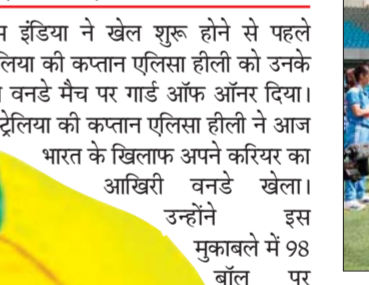 इंडिया ने खेल शुरू होने से पहले
की कप्तान एलिसा हीली को उनके
वनडे मैच पर गार्ड ऑफ ऑनर दिया।
की कप्तान एलिसा हीली ने आज
भारत के खिलाफ अपने करियर का
आखिरी वनडे खेला।
उन्होंने इस
मुकाबले में 98
बॉल पर